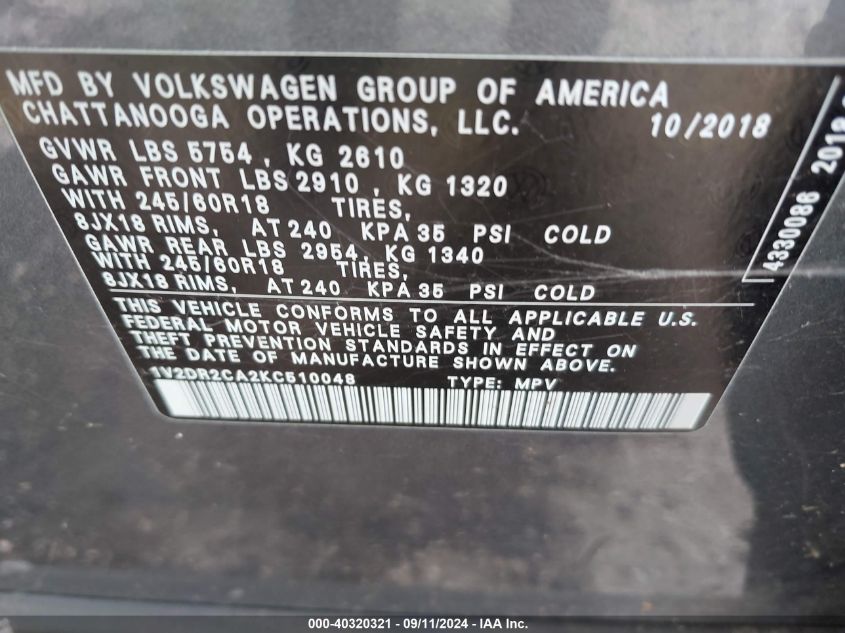 MFD BY VOLKSWAGEN GROUP OF AMERICA
CHATTANOOGA OPERATIONS, LLC. 10/2018
GVWR LBS 5754 , KG 2610
GAWR FRONT LBS 2910 , KG 1320
WITH 245/60R18 TIRES,
8JX18 RIMS, AT 240 KPA 35 PSI COLD
GAWR REAR LBS 2954, KG 1340
WITH 245/60R18 TIRES,
8JX18 RIMS, AT 240 KPA 35 PSI COLD
THIS VEHICLE CONFORMS TO ALL APPLICABLE U.S.
FEDERAL MOTOR VEHICLE SAFETY AND
THEFT PREVENTION STANDARDS IN EFFECT ON
THE DATE OF MANUFACTURE SHOWN ABOVE.
1V2DR2CA2KC510048 TYPE: MPV
4330086
000-40320321 - 09/11/2024 - IAA Inc.